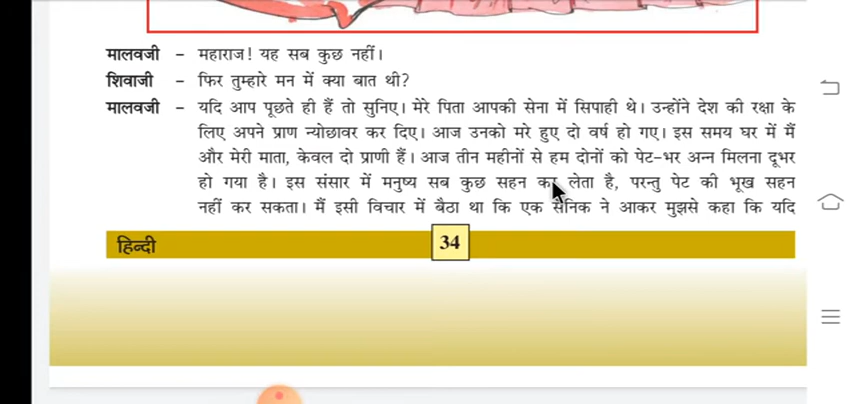 मालवजी – महाराज! यह सब कुछ नहीं।
शिवाजी – फिर तुम्हारे मन में क्या बात थी?
मालवजी – यदि आप पूछते ही हैं तो सुनिए। मेरे पिता आपकी सेना में सिपाही थे। उन्होंने देश की रक्षा के
लिए अपने प्राण न्योछावर कर दिए। आज उनको मरे हुए दो वर्ष हो गए। इस समय घर में मैं
और मेरी माता, केवल दो प्राणी हैं। आज तीन महीनों से हम दोनों को पेट-भर अन्न मिलना दूभर
हो गया है। इस संसार में मनुष्य सब कुछ सहन कर लेता है, परन्तु पेट की भूख सहन
नहीं कर सकता। मैं इसी विचार में बैठा था कि एक सैनिक ने आकर मुझसे कहा कि यदि
हिन्दी
34